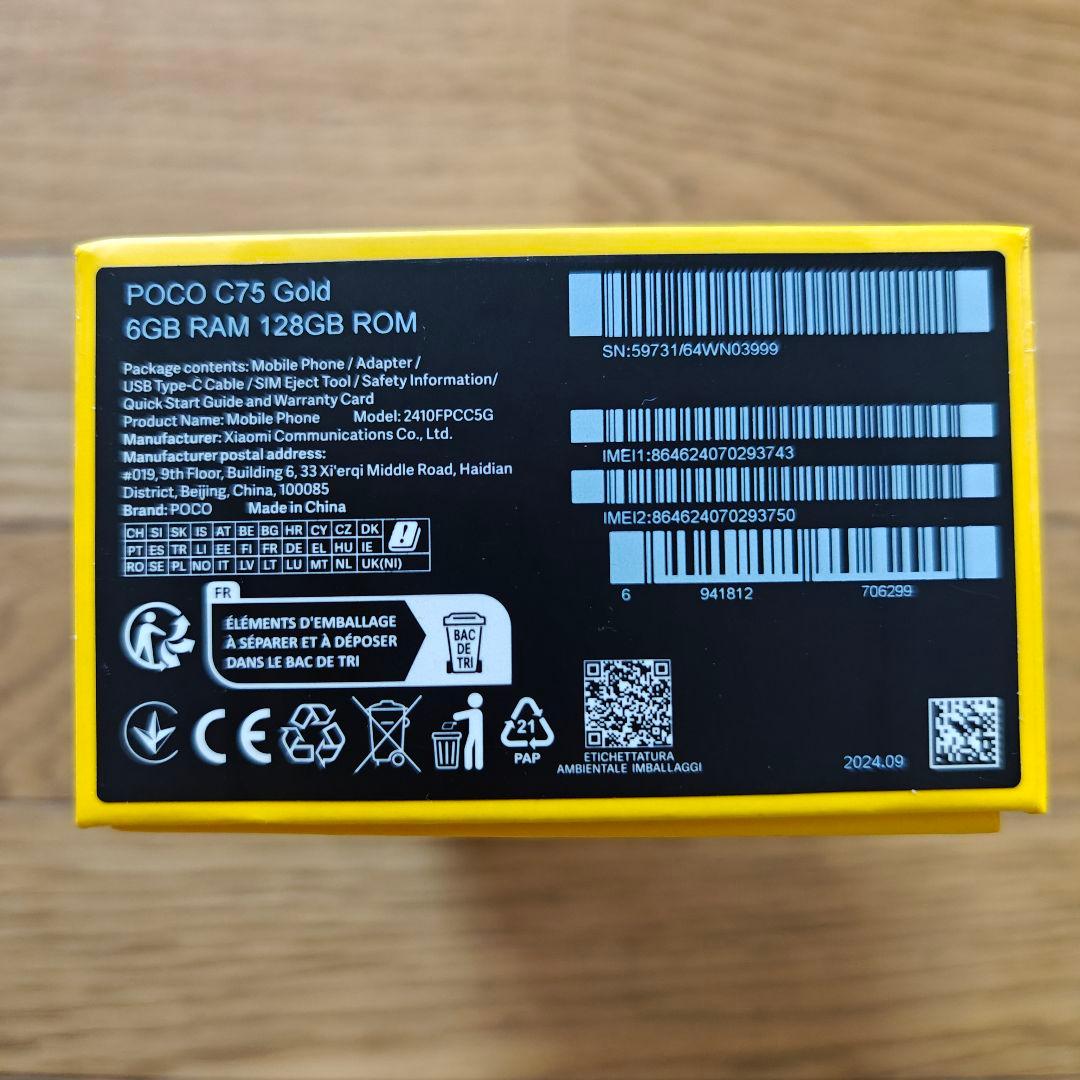 POCO C75 Gold
6GB RAM 128GB ROM
Package contents: Mobile Phone / Adapter /
USB Type-C Cable / SIM Eject Tool / Safety Information/
Quick Start Guide and Warranty Card
Product Name: Mobile Phone Model: 2410FPCC5G
Manufacturer: Xiaomi Communications Co., Ltd.
Manufacturer postal address:
#019, 9th Floor, Building 6, 33 Xi'erqi Middle Road, Haidian
District, Beijing, China, 100085
Brand: POCO Made in China
CH SI SK IS AT BE BG HR CY CZ DK
PT ES TR LI EE FI FR DE EL HU IE
RO SE PL NO IT LV LT LU MT NL UK(NI)
FR
ÉLÉMENTS D'EMBALLAGE
À SÉPARER ET À DÉPOSER
DANS LE BAC DE TRI
BAC
DE
TRI
CE
21
PAP
SN:59731/64WN03999
IMEI1:864624070293743
IMEI2:864624070293750
6 941812 706299
ETICHETTATURA
AMBIENTALE IMBALLAGGI
2024.09